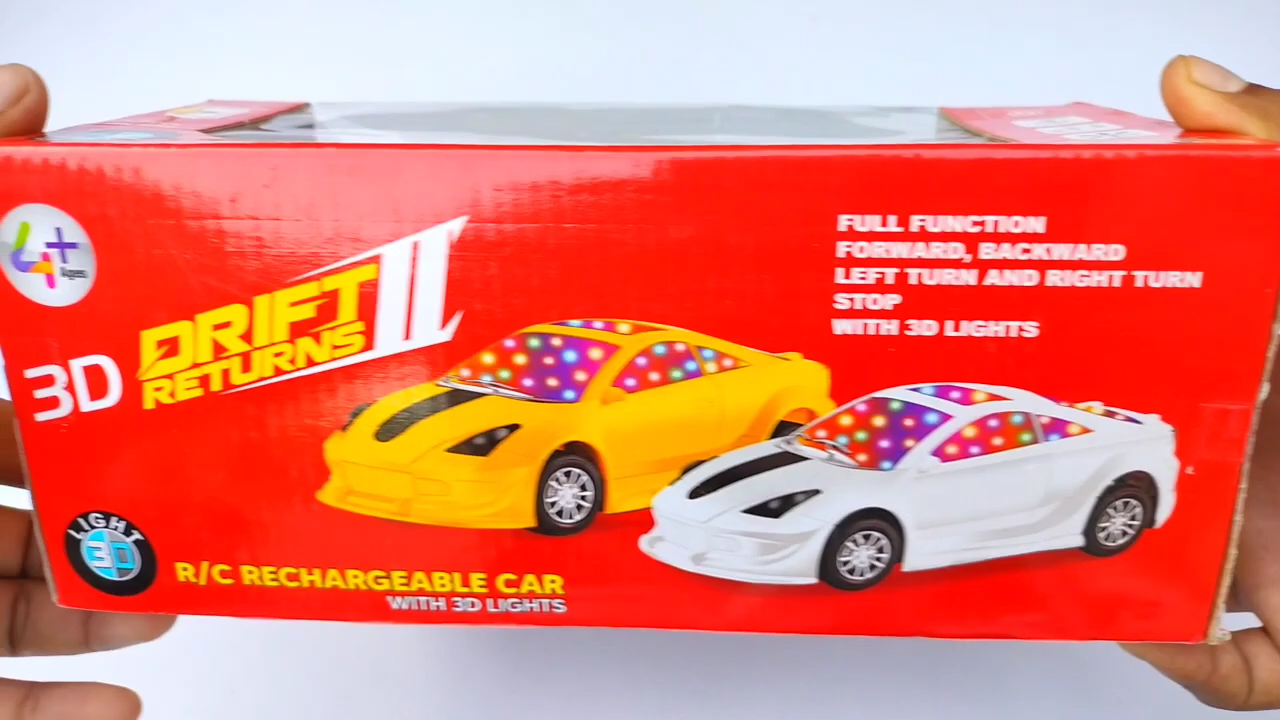 4+
Ages
3D
DRIFT II
RETURNS
FULL FUNCTION
FORWARD, BACKWARD
LEFT TURN AND RIGHT TURN
STOP
WITH 3D LIGHTS
LIGHT
3D
R/C RECHARGEABLE CAR
WITH 3D LIGHTS